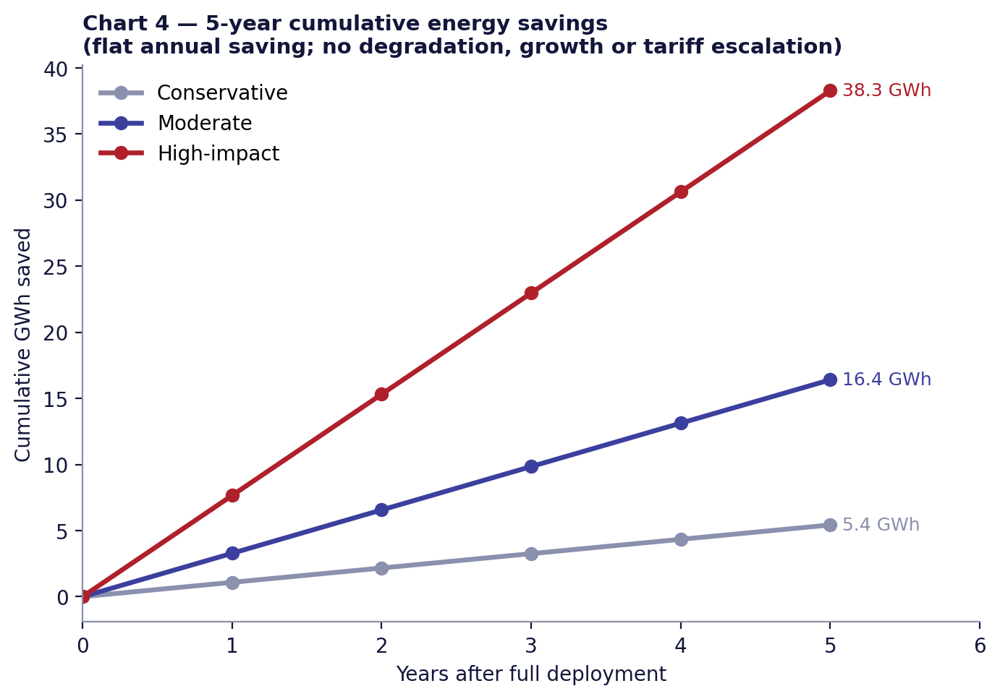 Chart 4 — 5-year cumulative energy savings
(flat annual saving; no degradation, growth or tariff escalation)
Conservative
Moderate
High-impact
Cumulative GWh saved
40
35
30
25
20
15
10
5
0
38.3 GWh
16.4 GWh
5.4 GWh
0 1 2 3 4 5 6
Years after full deployment